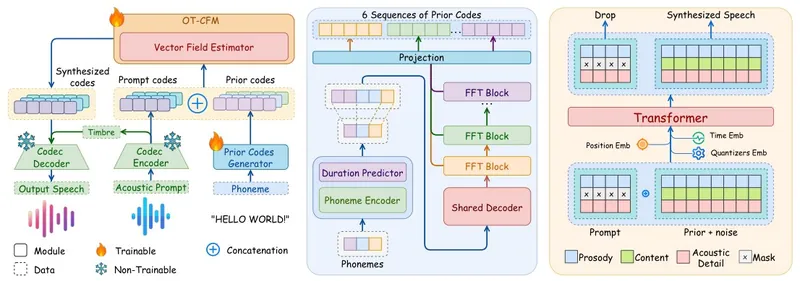 OT-CFM
Vector Field Estimator
Synthesized
codes
Prompt codes
Prior codes
Timbre
Codec
Decoder
Codec
Encoder
Prior Codes
Generator
Output Speech
Acoustic Prompt
Phoneme
"HELLO WORLD!"
Module
Trainable
Concatenation
Data
Non-Trainable
6 Sequences of Prior Codes
...
Projection
FFT Block
...
FFT Block
FFT Block
Duration Predictor
Phoneme Encoder
Shared Decoder
Phonemes
Drop
Synthesized Speech
x x x x
Transformer
Position Emb
Time Emb
Quantizers Emb
x x x x
Prompt
Prior + noise
Prosody
Content
Acoustic
Detail
x
Mask